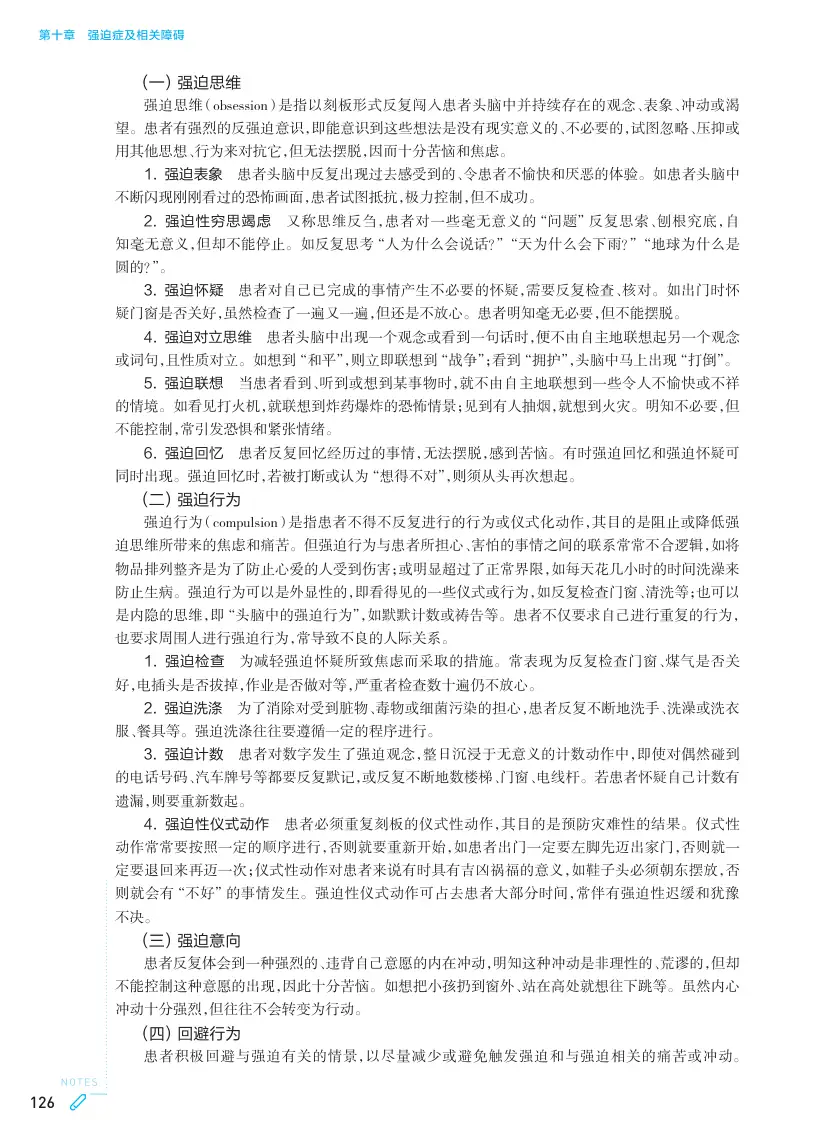 第十章 强迫症及相关障碍
（一）强迫思维
强迫思维（obsession）是指以刻板形式反复闯入患者头脑中并持续存在的观念、表象、冲动或渴
望。患者有强烈的反强迫意识，即能意识到这些想法是没有现实意义的、不必要的，试图忽略、压抑或
用其他思想、行为来对抗它，但无法摆脱，因而十分苦恼和焦虑。
1. 强迫表象 患者头脑中反复出现过去感受到的、令患者不愉快和厌恶的体验。如患者头脑中
不断闪现刚刚看过的恐怖画面，患者试图抵抗，极力控制，但不成功。
2. 强迫性穷思竭虑 又称思维反刍，患者对一些毫无意义的“问题”反复思索、刨根究底，自
知毫无意义，但却不能停止。如反复思考“人为什么会说话？”“天为什么会下雨？”“地球为什么是
圆的？”。
3. 强迫怀疑 患者对自己已完成的事情产生不必要的怀疑，需要反复检查、核对。如出门时怀
疑门窗是否关好，虽然检查了一遍又一遍，但还是不放心。患者明知毫无必要，但不能摆脱。
4. 强迫对立思维 患者头脑中出现一个观念或看到一句话时，便不由自主地联想起另一个观念
或词句，且性质对立。如想到“和平”，则立即联想到“战争”；看到“拥护”，头脑中马上出现“打倒”。
5. 强迫联想 当患者看到、听到或想到某事物时，就不由自主地联想到一些令人不愉快或不祥
的情境。如看见打火机，就联想到炸药爆炸的恐怖情景；见到有人抽烟，就想到火灾。明知不必要，但
不能控制，常引发恐惧和紧张情绪。
6. 强迫回忆 患者反复回忆经历过的事情，无法摆脱，感到苦恼。有时强迫回忆和强迫怀疑可
同时出现。强迫回忆时，若被打断或认为“想得不对”，则须从头再次想起。
（二）强迫行为
强迫行为（compulsion）是指患者不得不反复进行的行为或仪式化动作，其目的是阻止或降低强
迫思维所带来的焦虑和痛苦。但强迫行为与患者所担心、害怕的事情之间的联系常常不合逻辑，如将
物品排列整齐是为了防止心爱的人受到伤害；或明显超过了正常界限，如每天花几小时的时间洗澡来
防止生病。强迫行为可以是外显性的，即看得见的一些仪式或行为，如反复检查门窗、清洗等；也可以
是内隐的思维，即“头脑中的强迫行为”，如默默计数或祷告等。患者不仅要求自己进行重复的行为，
也要求周围人进行强迫行为，常导致不良的人际关系。
1. 强迫检查 为减轻强迫怀疑所致焦虑而采取的措施。常表现为反复检查门窗、煤气是否关
好，电插头是否拔掉，作业是否做对等，严重者检查数十遍仍不放心。
2. 强迫洗涤 为了消除对受到脏物、毒物或细菌污染的担心，患者反复不断地洗手、洗澡或洗衣
服、餐具等。强迫洗涤往往要遵循一定的程序进行。
3. 强迫计数 患者对数字发生了强迫观念，整日沉浸于无意义的计数动作中，即使对偶然碰到
的电话号码、汽车牌号等都要反复默记，或反复不断地数楼梯、门窗、电线杆。若患者怀疑自己计数有
遗漏，则要重新数起。
4. 强迫性仪式动作 患者必须重复刻板的仪式性动作，其目的是预防灾难性的结果。仪式性
动作常常要按照一定的顺序进行，否则就要重新开始，如患者出门一定要左脚先迈出家门，否则就一
定要退回来再迈一次；仪式性动作对患者来说有时具有吉凶祸福的意义，如鞋子头必须朝东摆放，否
则就会有“不好”的事情发生。强迫性仪式动作可占去患者大部分时间，常伴有强迫性迟缓和犹豫
不决。
（三）强迫意向
患者反复体会到一种强烈的、违背自己意愿的内在冲动，明知这种冲动是非理性的、荒谬的，但却
不能控制这种意愿的出现，因此十分苦恼。如想把小孩扔到窗外、站在高处就想往下跳等。虽然内心
冲动十分强烈，但往往不会转变为行动。
（四）回避行为
患者积极回避与强迫有关的情景，以尽量减少或避免触发强迫和与强迫相关的痛苦或冲动。
NOTES
126